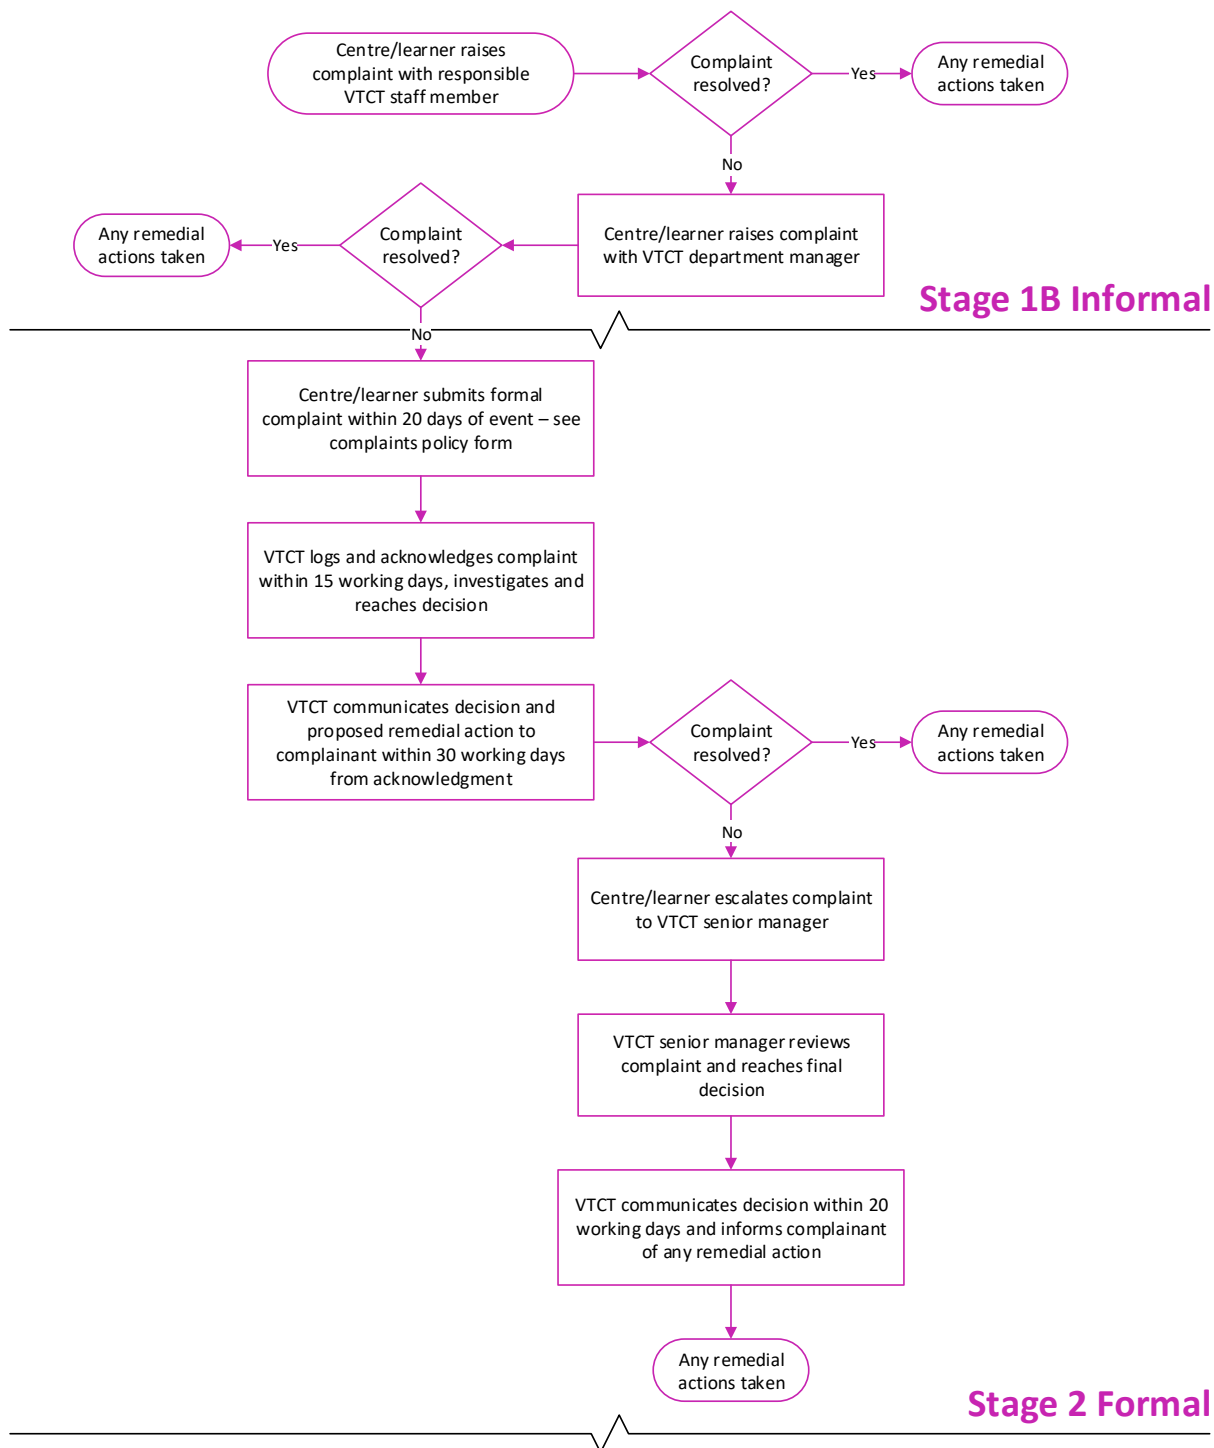 Centre/learner raises
complaint with responsible
VTCT staff member
Complaint
resolved?
Yes
Any remedial
actions taken
No
Centre/learner raises complaint
with VTCT department manager
Complaint
resolved?
Yes
Any remedial
actions taken
Stage 1B Informal
No
Centre/learner submits formal
complaint within 20 days of event – see
complaints policy form
VTCT logs and acknowledges complaint
within 15 working days, investigates and
reaches decision
VTCT communicates decision and
proposed remedial action to
complainant within 30 working days
from acknowledgment
Complaint
resolved?
Yes
Any remedial
actions taken
No
Centre/learner escalates complaint
to VTCT senior manager
VTCT senior manager reviews
complaint and reaches final
decision
VTCT communicates decision within 20
working days and informs complainant
of any remedial action
Any remedial
actions taken
Stage 2 Formal